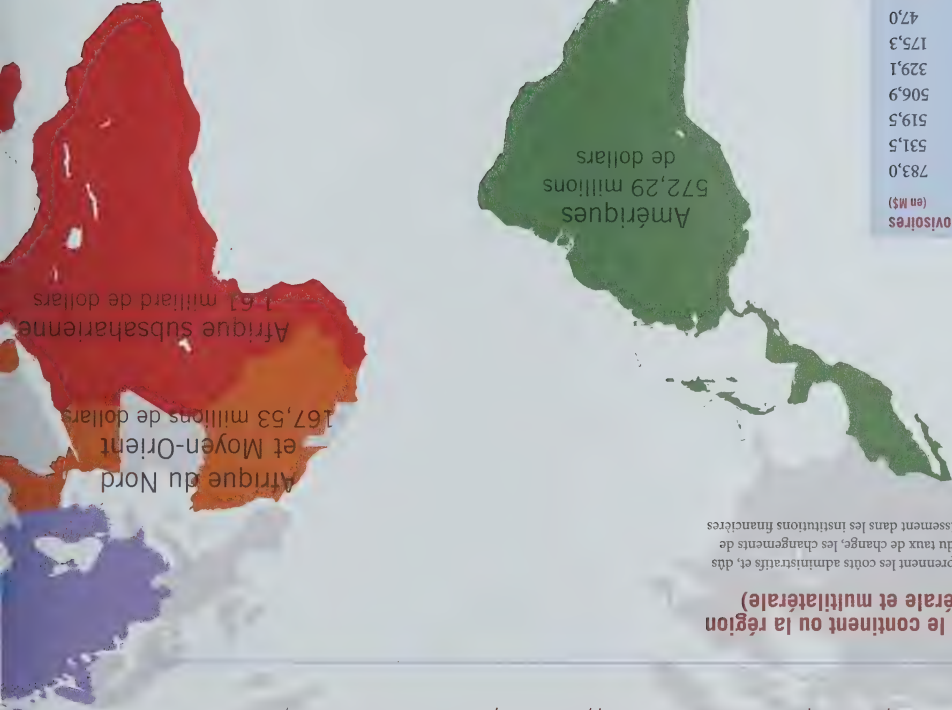 le continent ou la région
érale et multilatérale)
prennent les coûts administratifs et, dûs
du taux de change, les changements de
ssement dans les institutions financières
Afrique du Nord
et Moyen-Orient
167,53 millions de dollars
Afrique subsaharienne
milliard de dollars
Amériques
572,29 millions
de dollars
ovisoires
(en M$)
783,0
531,5
519,5
506,9
329,1
175,3
47,0